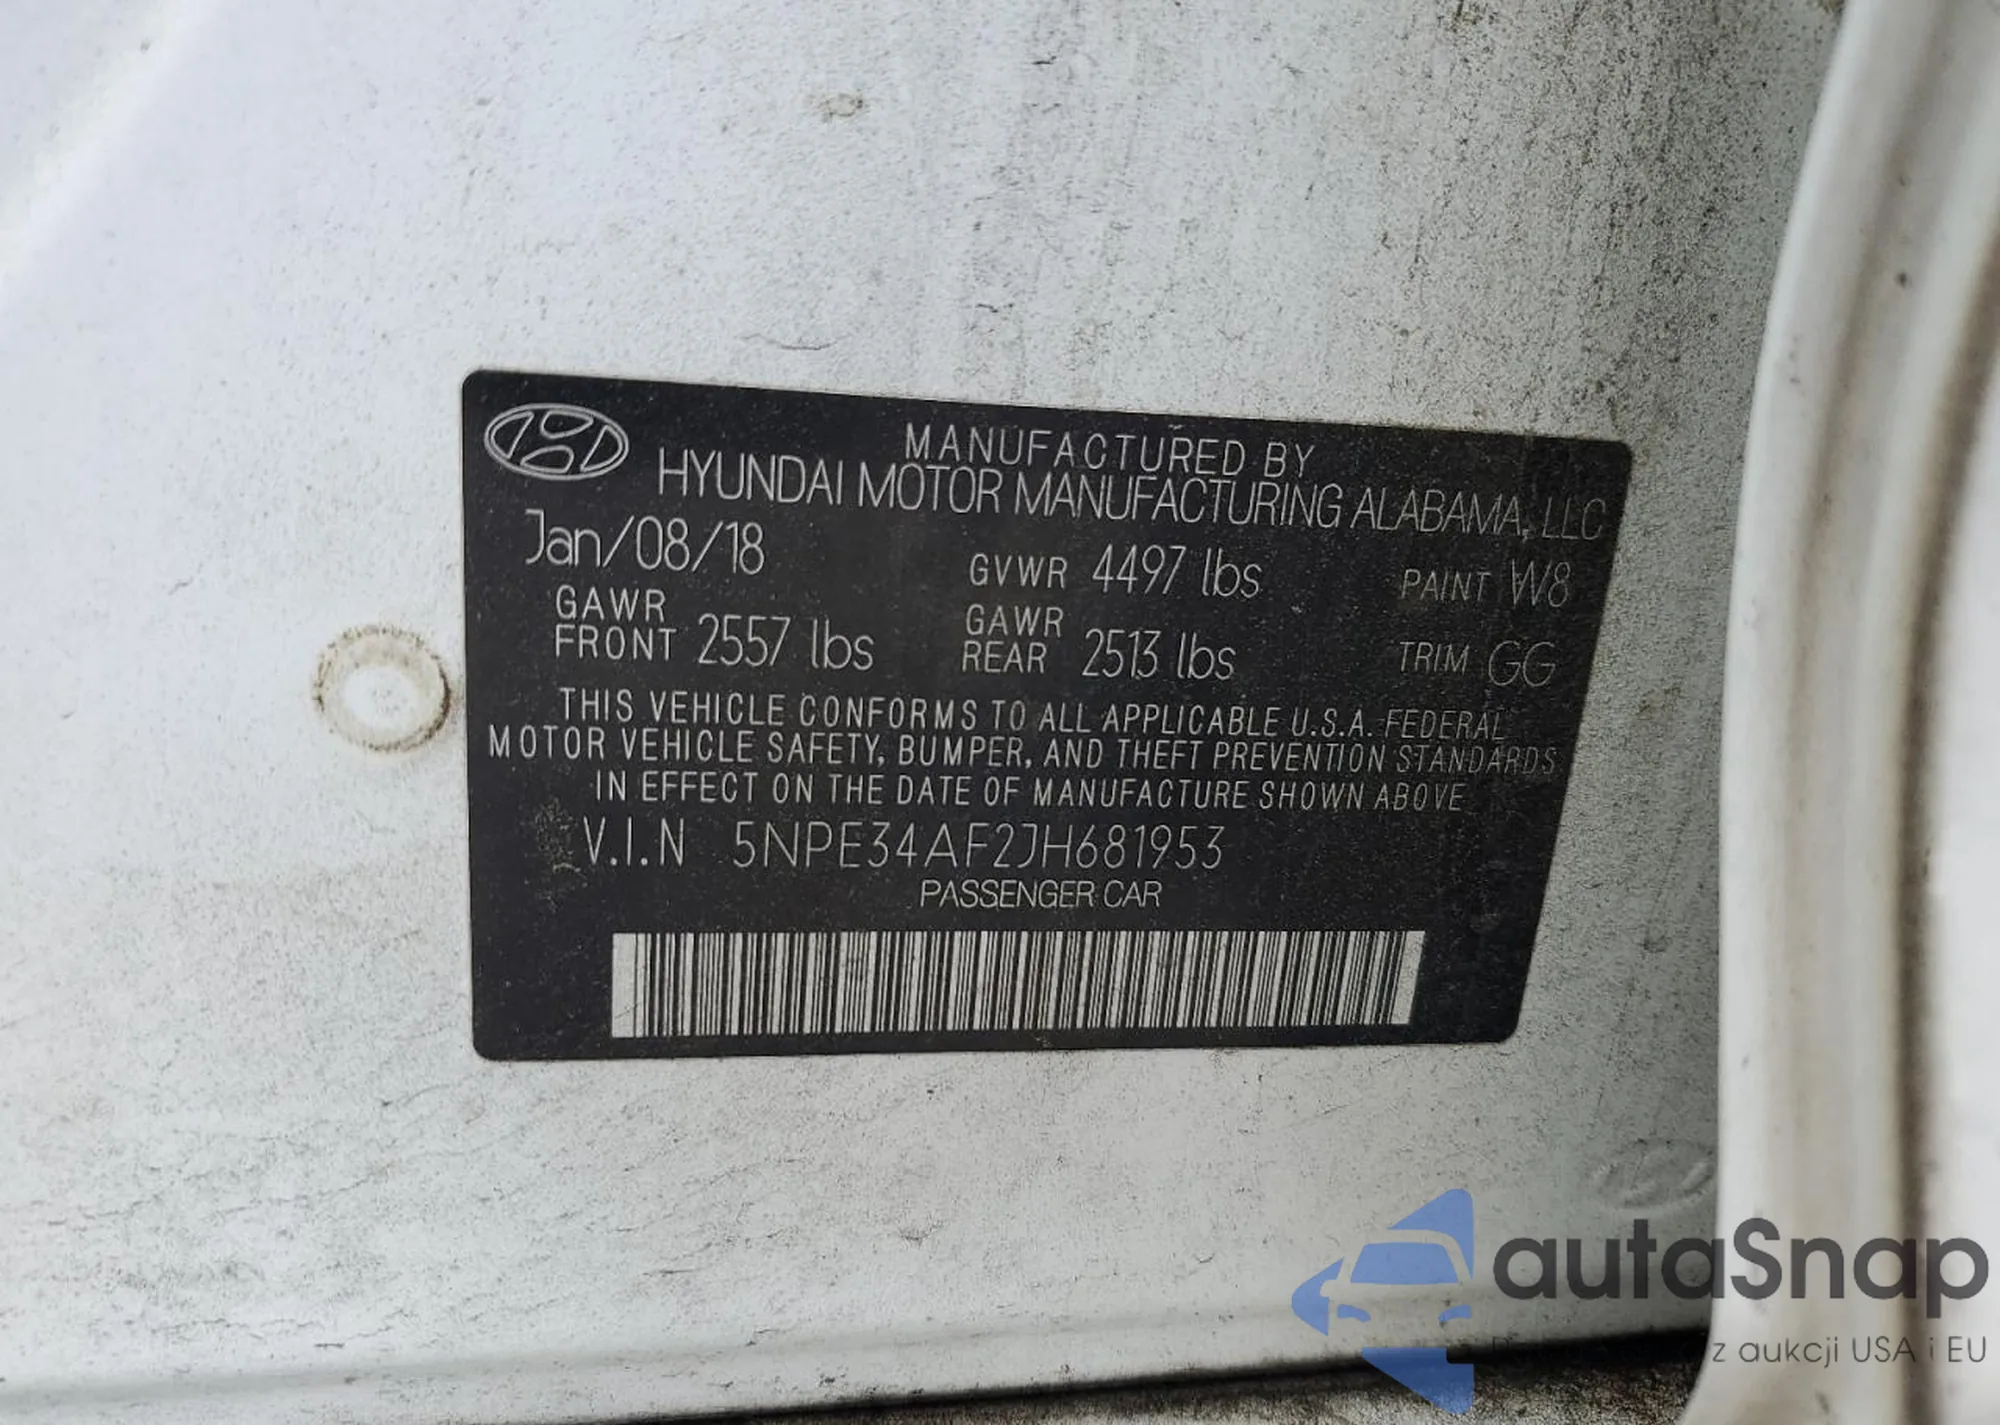 MANUFACTURED BY
HYUNDAI MOTOR MANUFACTURING ALABAMA, LLC
Jan/08/18
GVWR 4497 lbs
PAINT W8
GAWR
FRONT 2557 lbs
GAWR
REAR 2513 lbs
TRIM GG
THIS VEHICLE CONFORMS TO ALL APPLICABLE U.S.A. FEDERAL
MOTOR VEHICLE SAFETY, BUMPER, AND THEFT PREVENTION STANDARDS
IN EFFECT ON THE DATE OF MANUFACTURE SHOWN ABOVE
V.I.N 5NPE34AF2JH681953
PASSENGER CAR
autaSnap
z aukcji USA i EU